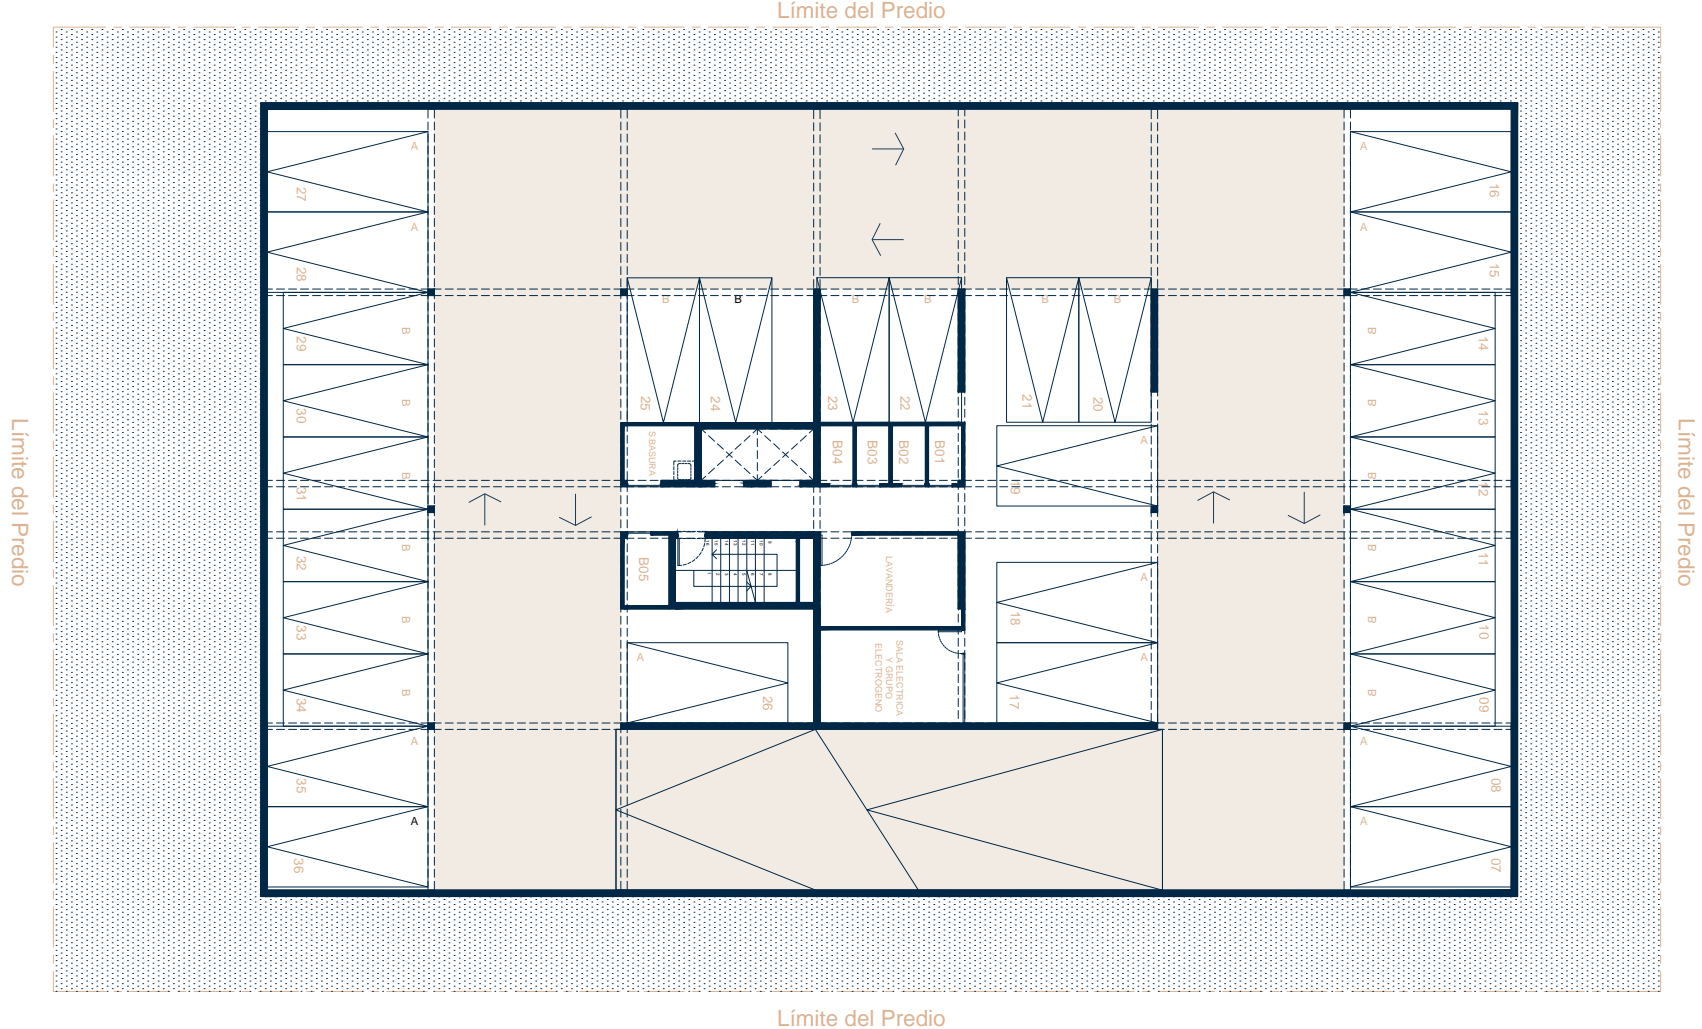 Límite del Predio
A
27
A
28
A
16
A
15
B
29
B
30
B
31
B
32
B
33
B
34
A
35
A
36
B
25
B
24
B
23
B
22
B
21
B
20
B
14
B
13
B
12
B
11
B
10
B
09
A
08
A
07
A
19
A
18
A
17
A
26
S.BASURA
B04
B03
B02
B01
B05
LAVANDERÍA
SALA ELECTRICA
Y GRUPO
ELECTROGENO
Límite del Predio
Límite del Predio
Límite del Predio